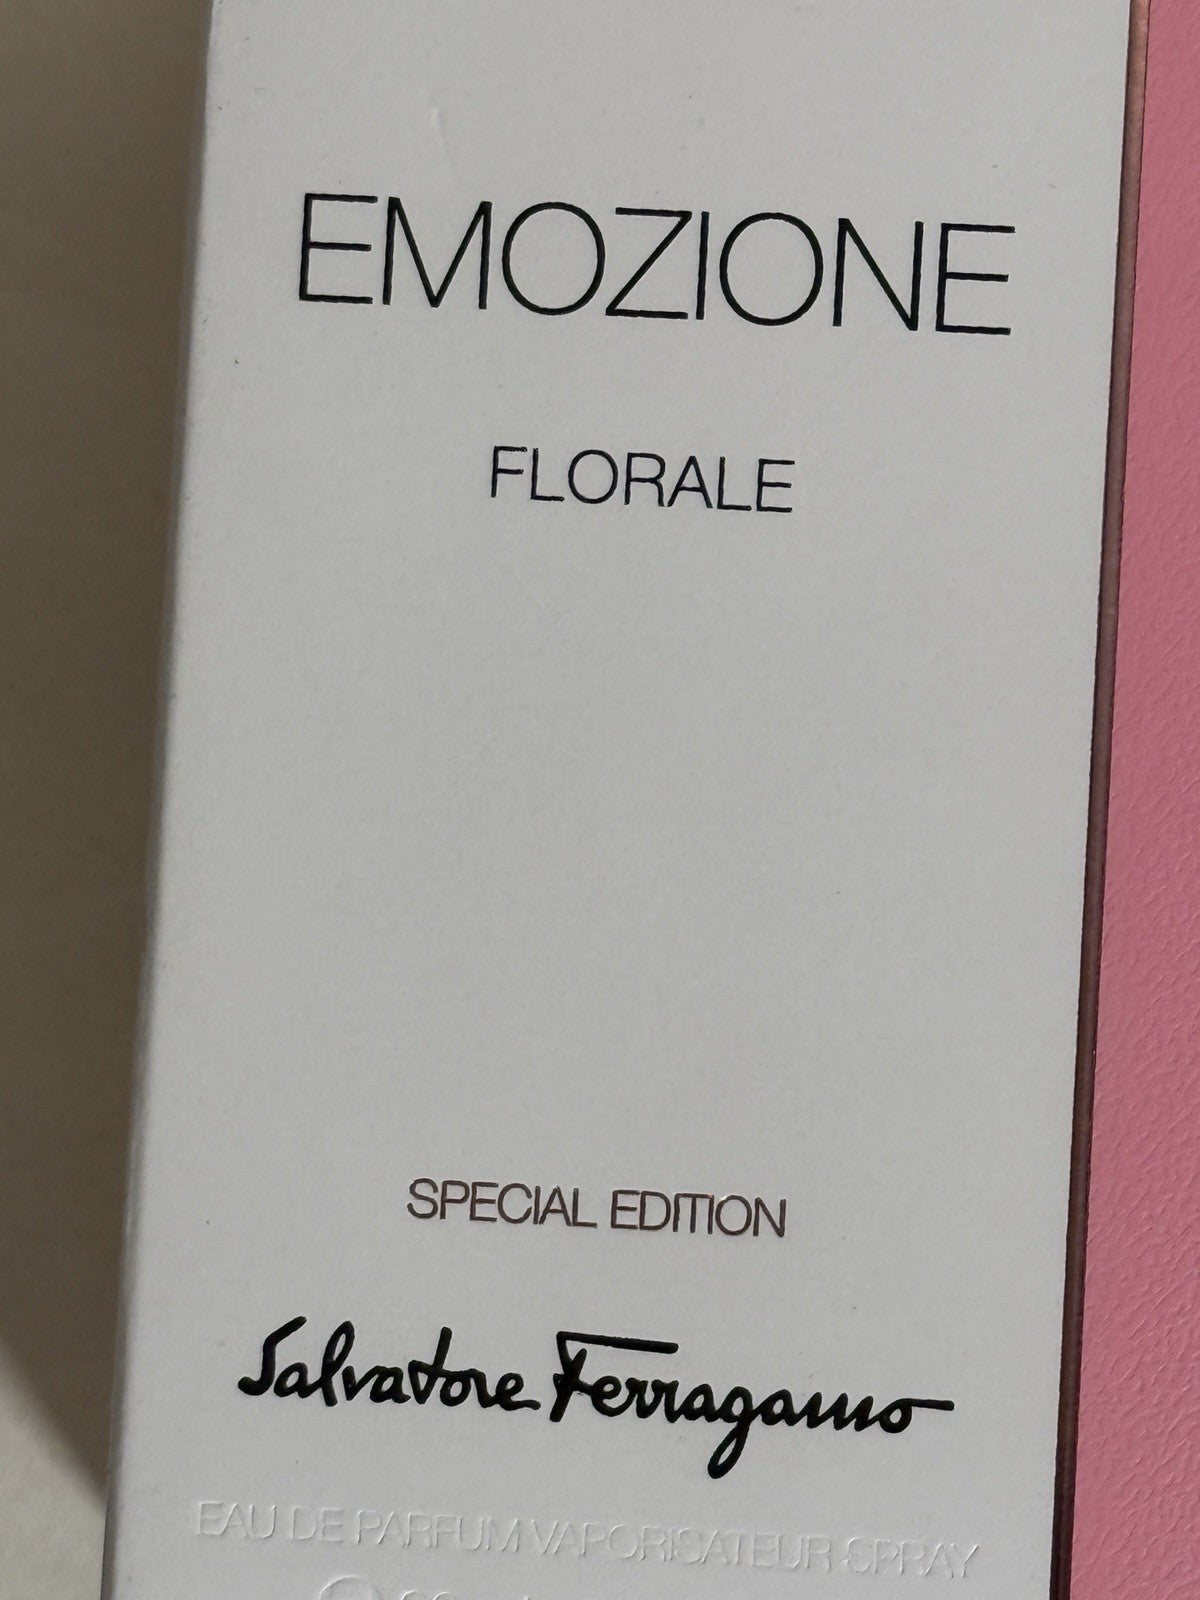 EMOZIONE
FLORALE
SPECIAL EDITION
Salvatore Ferragamo
EAU DE PARFUM VAPORISATEUR SPRAY